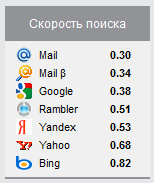 Скорость поиска
Mail 0.30
Mail β 0.34
Google 0.38
Rambler 0.51
Yandex 0.53
Yahoo 0.68
Bing 0.82